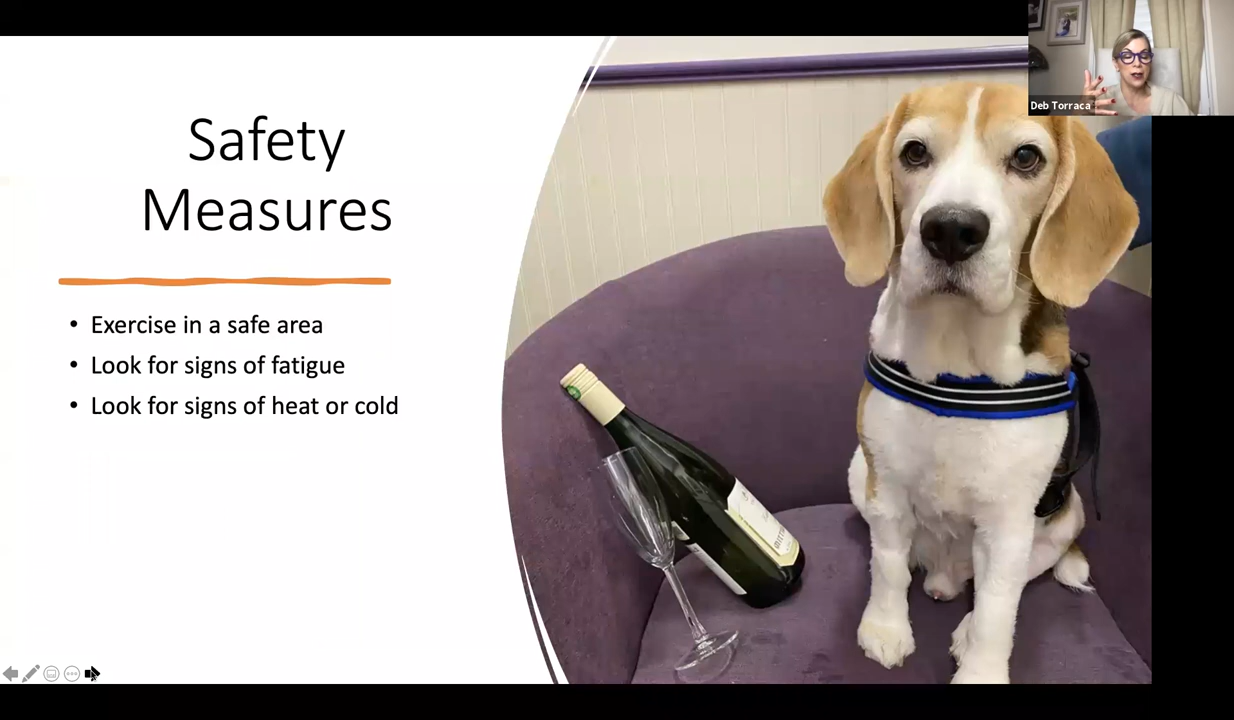 Safety
Measures
• Exercise in a safe area
• Look for signs of fatigue
• Look for signs of heat or cold
Deb Torraca